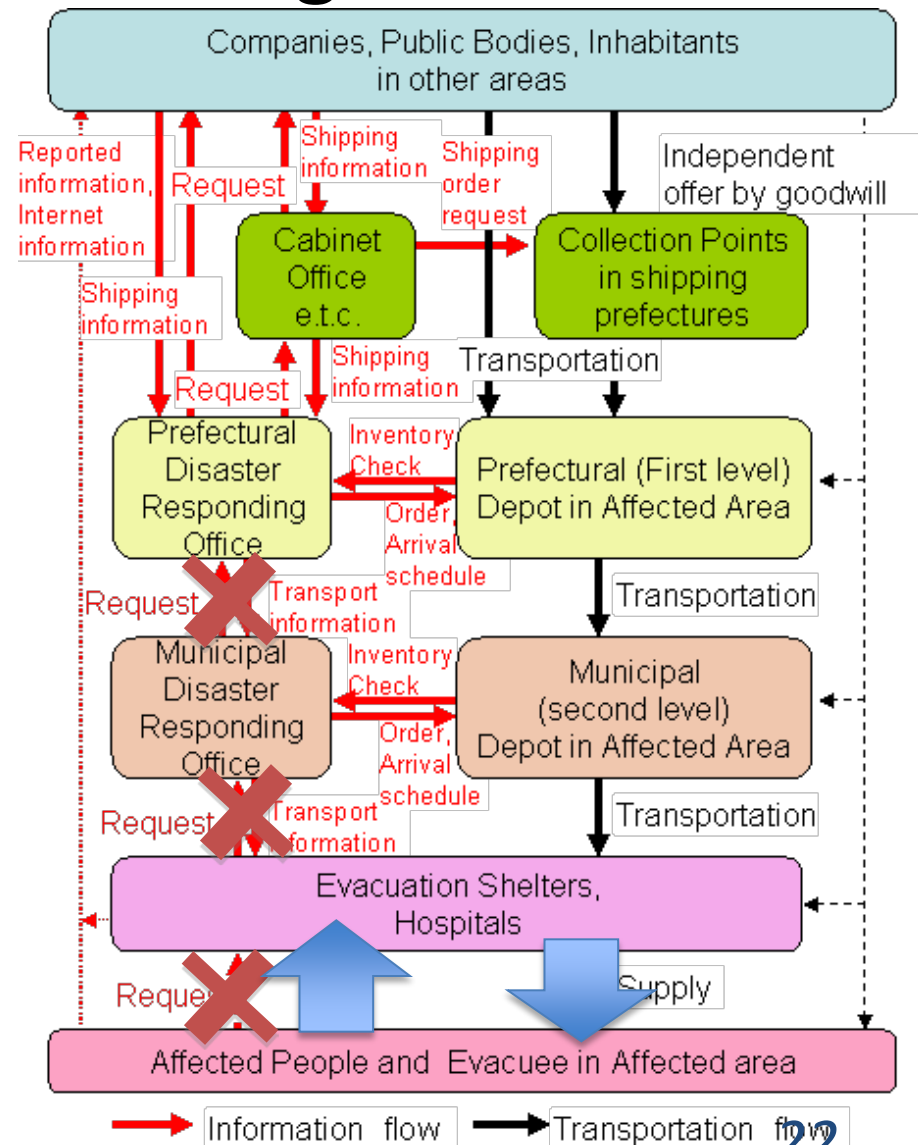 Companies, Public Bodies, Inhabitants
in other areas
Reported
information,
Internet
information
Request
Shipping
information
Shipping
order
request
Independent
offer by goodwill
Cabinet
Office
e.t.c.
Collection Points
in shipping
prefectures
Shipping
information
Request
Shipping
information
Transportation
Prefectural
Disaster
Responding
Office
Inventory
Check
Order,
Arrival
schedule
Prefectural (First level)
Depot in Affected Area
Request
Transport
information
Transportation
Municipal
Disaster
Responding
Office
Inventory
Check
Order,
Arrival
schedule
Municipal
(second level)
Depot in Affected Area
Request
Transport
information
Transportation
Evacuation Shelters,
Hospitals
Request
Supply
Affected People and Evacuee in Affected area
Information flow
Transportation flow
22